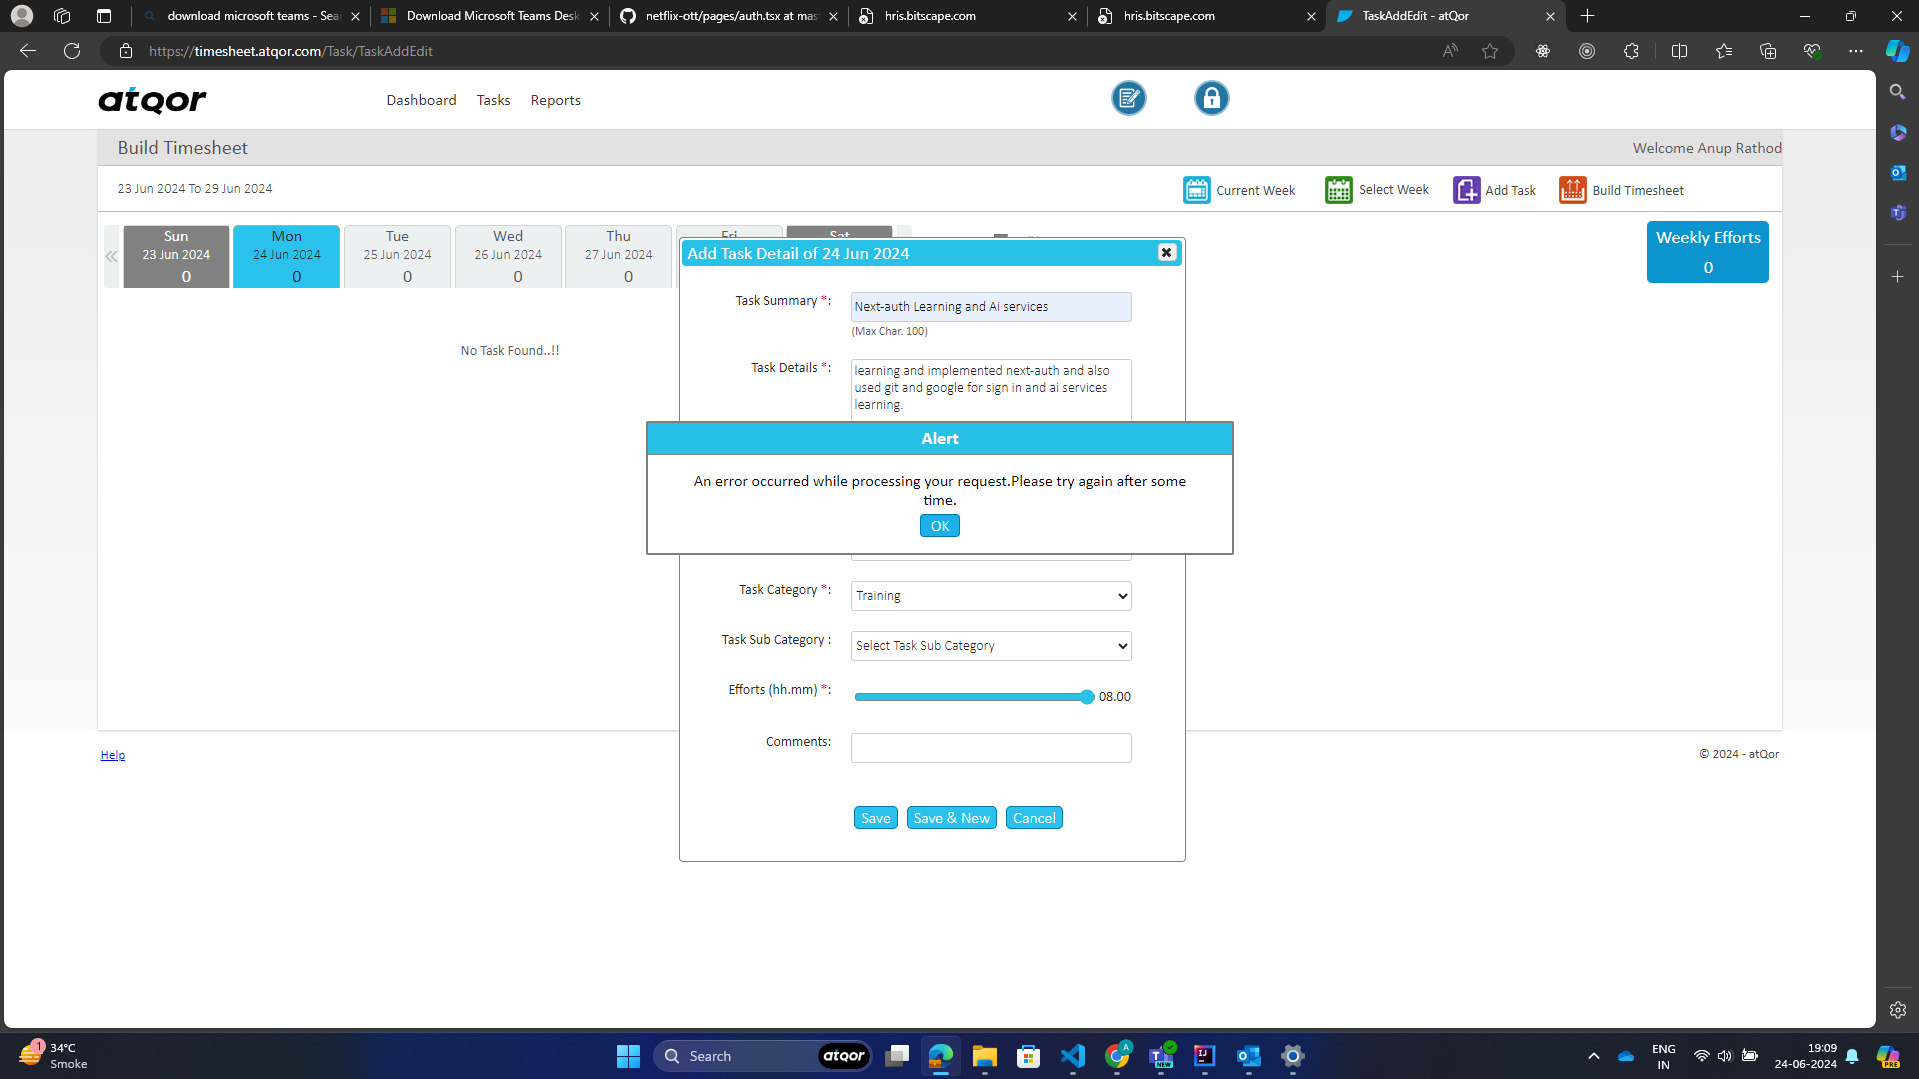 download microsoft teams - Sear
Download Microsoft Teams Desk
netflix-ott/pages/auth.tsx at mast
hris.bitscape.com
hris.bitscape.com
TaskAddEdit - atQor
https://timesheet.atqor.com/Task/TaskAddEdit
atQor
Dashboard
Tasks
Reports
Build Timesheet
Welcome Anup Rathod
23 Jun 2024 To 29 Jun 2024
Current Week
Select Week
Add Task
Build Timesheet
Sun
23 Jun 2024
0
Mon
24 Jun 2024
0
Tue
25 Jun 2024
0
Wed
26 Jun 2024
0
Thu
27 Jun 2024
0
Fri
Sat
Weekly Efforts
0
No Task Found..!!
Add Task Detail of 24 Jun 2024
Task Summary *:
Next-auth Learning and Ai services
(Max Char. 100)
Task Details *:
learning and implemented next-auth and also
used git and google for sign in and ai services
learning.
Alert
An error occurred while processing your request.Please try again after some
time.
OK
Task Category *:
Training
Task Sub Category :
Select Task Sub Category
Efforts (hh.mm) *:
08.00
Comments:
Save
Save & New
Cancel
Help
© 2024 - atQor
1
34°C
Smoke
Search
atqor
A
NEW
ENG
IN
19:09
24-06-2024
PRE